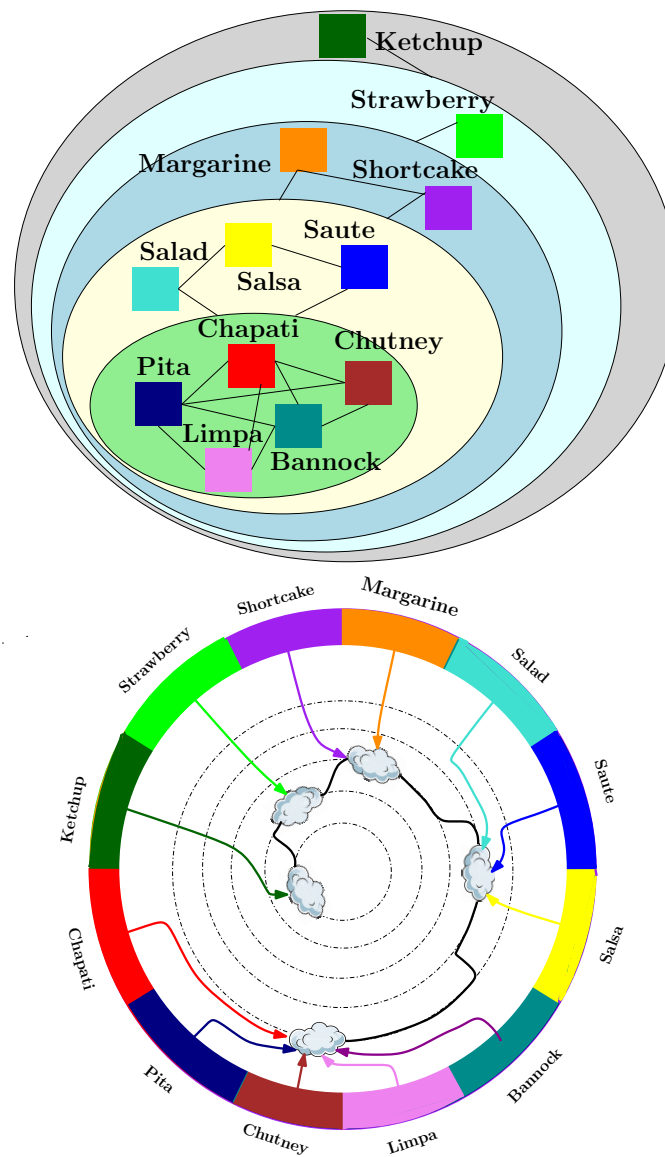 Ketchup
Strawberry
Margarine
Shortcake
Saute
Salad
Salsa
Chapati
Chutney
Pita
Limpa
Bannock
Margarine
Shortcake
Strawberry
Salad
Saute
Ketchup
Salsa
Chapati
Pita
Bannock
Chutney
Limpa